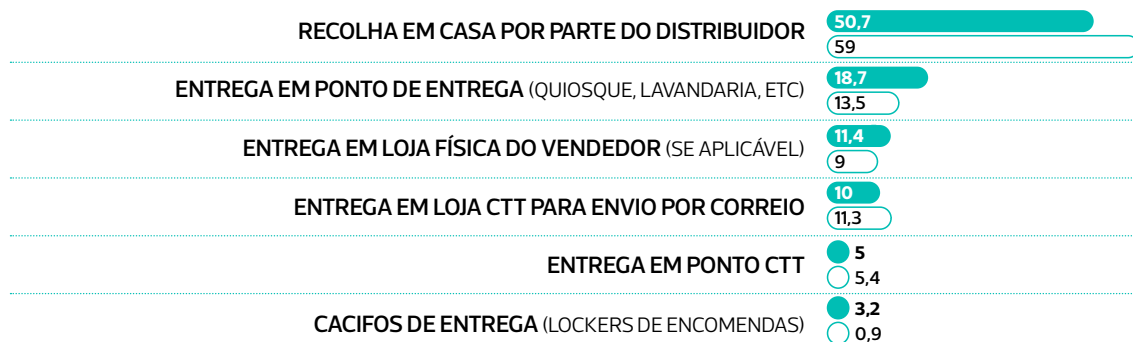 RECOLHA EM CASA POR PARTE DO DISTRIBUIDOR
50,7
59
ENTREGA EM PONTO DE ENTREGA (QUIOSQUE, LAVANDARIA, ETC)
18,7
13,5
ENTREGA EM LOJA FÍSICA DO VENDEDOR (SE APLICÁVEL)
11,4
9
ENTREGA EM LOJA CTT PARA ENVIO POR CORREIO
10
11,3
ENTREGA EM PONTO CTT
5
5,4
CACIFOS DE ENTREGA (LOCKERS DE ENCOMENDAS)
3,2
0,9